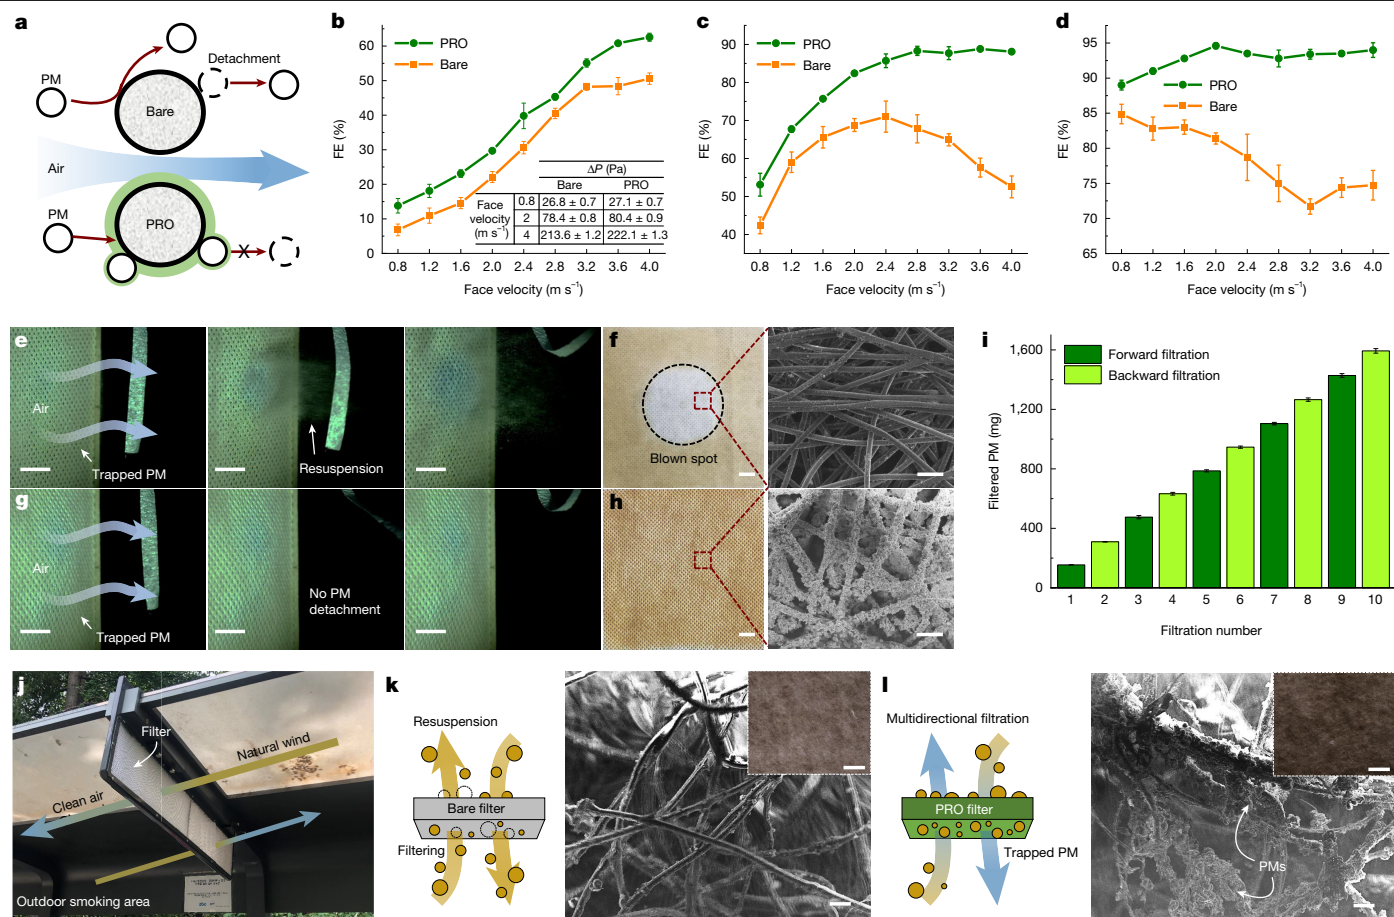 a
PM
Detachment
Bare
Air
PM
PRO
X
b
PRO
Bare
FE (%)
60
50
40
30
20
10
0
ΔP (Pa)
Bare PRO
Face velocity (m s⁻¹)
0.8 26.8 ± 0.7 27.1 ± 0.7
2 78.4 ± 0.8 80.4 ± 0.9
4 213.6 ± 1.2 222.1 ± 1.3
0.8 1.2 1.6 2.0 2.4 2.8 3.2 3.6 4.0
Face velocity (m s⁻¹)
c
PRO
Bare
FE (%)
90
80
70
60
50
40
0.8 1.2 1.6 2.0 2.4 2.8 3.2 3.6 4.0
Face velocity (m s⁻¹)
d
PRO
Bare
FE (%)
95
90
85
80
75
70
65
0.8 1.2 1.6 2.0 2.4 2.8 3.2 3.6 4.0
Face velocity (m s⁻¹)
e
Air
Trapped PM
Resuspension
f
Blown spot
g
Air
Trapped PM
No PM
detachment
h
i
Forward filtration
Backward filtration
Filtered PM (mg)
1,600
1,200
800
400
0
1 2 3 4 5 6 7 8 9 10
Filtration number
j
Filter
Natural wind
Clean air
Outdoor smoking area
k
Resuspension
Bare filter
Filtering
l
Multidirectional filtration
PRO filter
Trapped PM
PMs